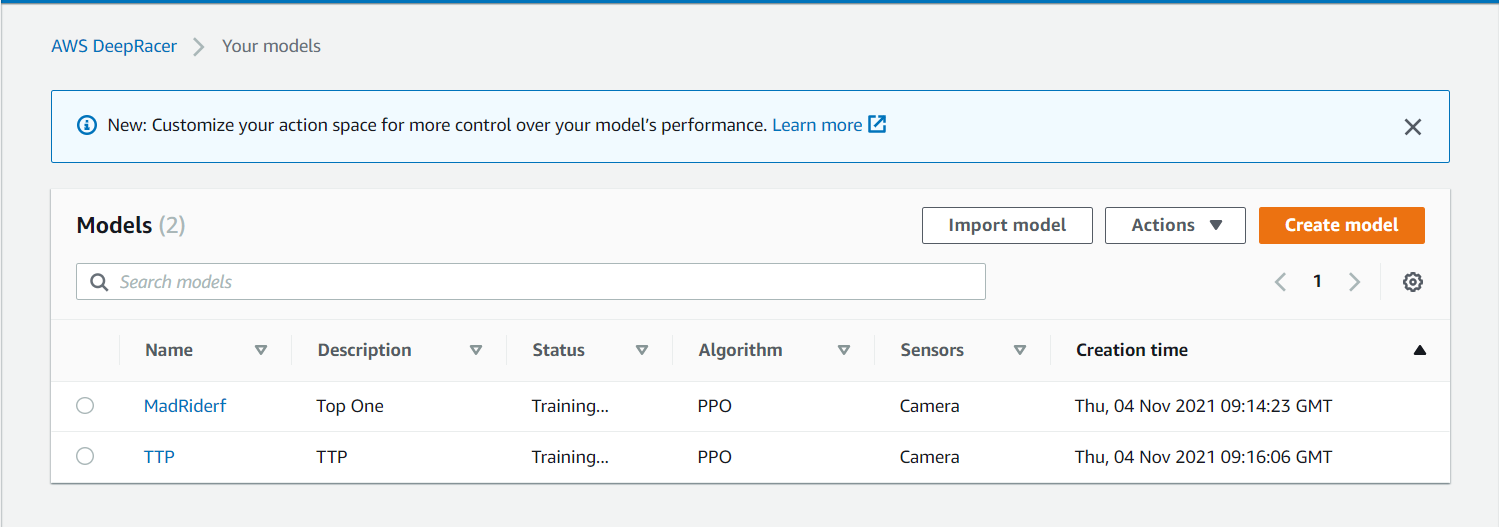 AWS DeepRacer Your models
New: Customize your action space for more control over your model’s performance. Learn more
Models (2) Import model Actions Create model
Search models 1
Name Description Status Algorithm Sensors Creation time
MadRiderf Top One Training... PPO Camera Thu, 04 Nov 2021 09:14:23 GMT
TTP TTP Training... PPO Camera Thu, 04 Nov 2021 09:16:06 GMT